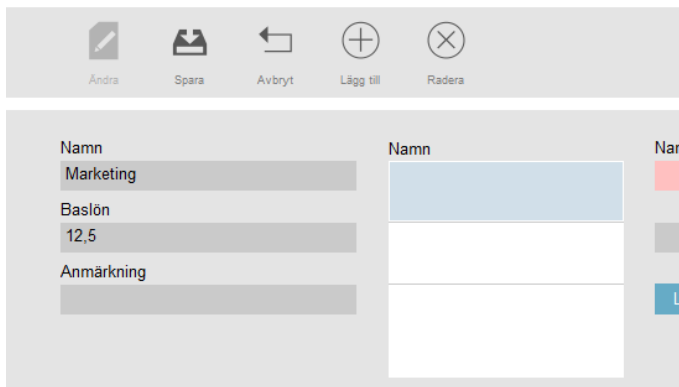 Ändra Spara Avbryt Lägg till Radera
Namn
Marketing
Baslön
12,5
Anmärkning
Namn